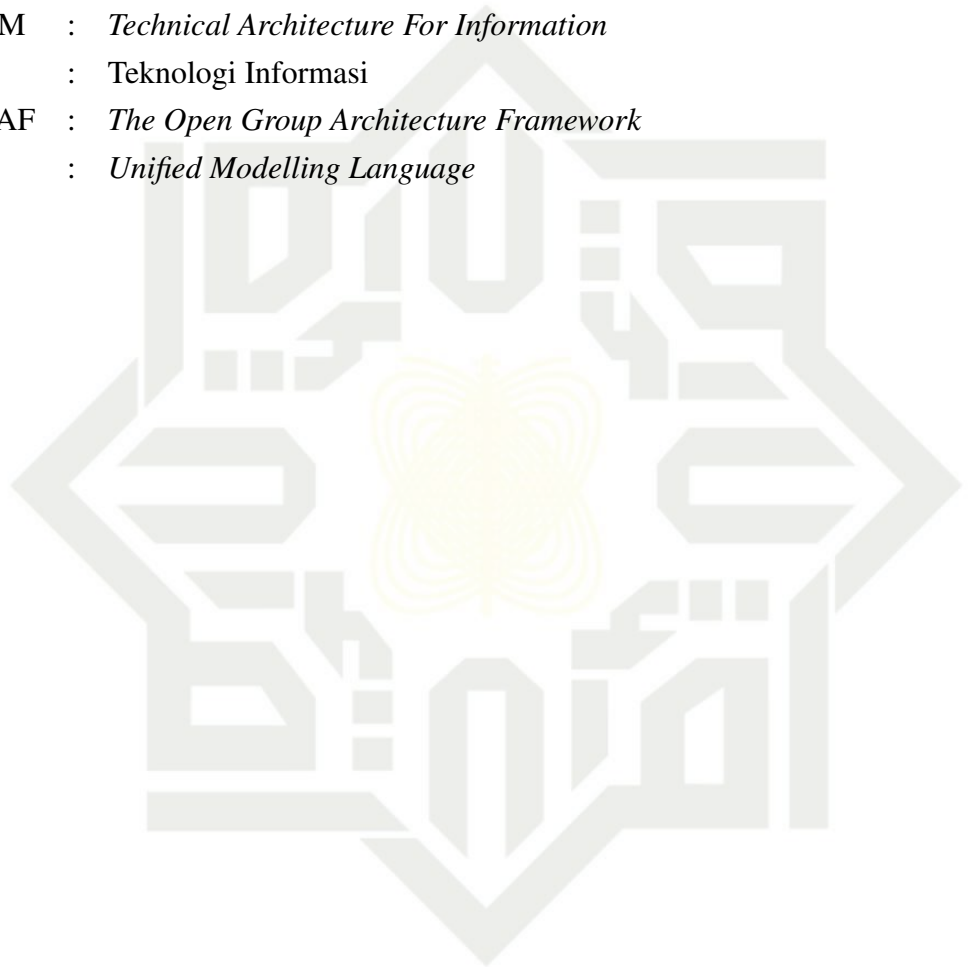 M : Technical Architecture For Information
: Teknologi Informasi
AF : The Open Group Architecture Framework
: Unified Modelling Language